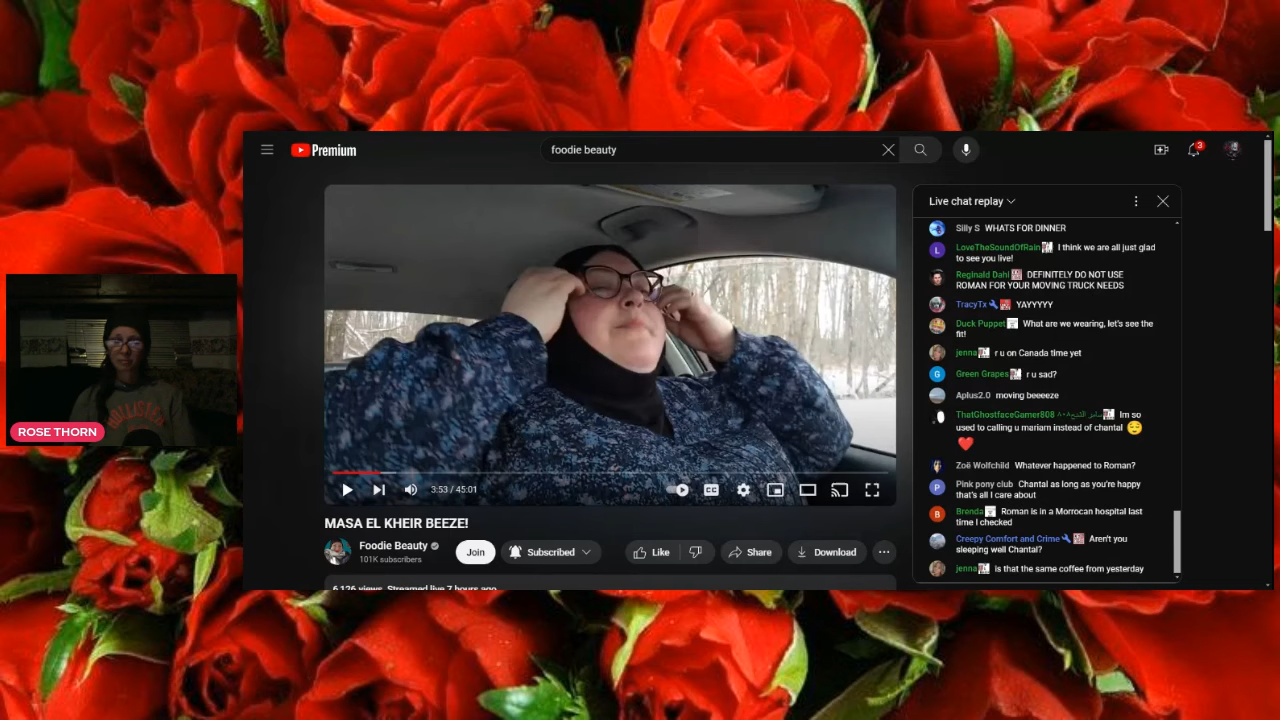 Premium
foodie beauty
3
Live chat replay
Silly S WHATS FOR DINNER
LoveTheSoundOfRain I think we are all just glad
to see you live!
Reginald Dahl DEFINITELY DO NOT USE
ROMAN FOR YOUR MOVING TRUCK NEEDS
TracyTx YAYYYYY
Duck Puppet What are we wearing, let's see the
fit!
jenna r u on Canada time yet
Green Grapes r u sad?
Aplus2.0 moving beeeeze
ThatGhostfaceGamer808 Im so
used to calling u mariam instead of chantal
Zoë Wolfchild Whatever happened to Roman?
Pink pony club Chantal as long as you're happy
that's all I care about
Brenda Roman is in a Morrocan hospital last
time I checked
Creepy Comfort and Crime Aren't you
sleeping well Chantal?
jenna is that the same coffee from yesterday
HOLLISTER
ROSE THORN
3:53 / 45:01
CC
MASA EL KHEIR BEEZE!
Foodie Beauty
101K subscribers
Join
Subscribed
Like
Share
Download
6,126 views Streamed live 7 hours ago